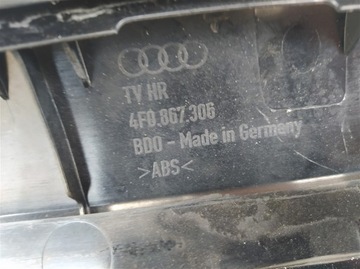 TV HR
4F0.867.306
BDO - Made in Germany
>ABS<